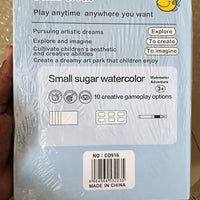 Play anytime anywhere you want
Pursuing artistic dreams
Explore
Explore and imagine
To create
Cultivate children's aesthetic
and creative abilities
To imagine
Create a dreamy art park that children enjoy
Small sugar watercolor
Watermelon
Adventure
3+
10 creative gameplay options
NO:CD916
MADE IN CHINA